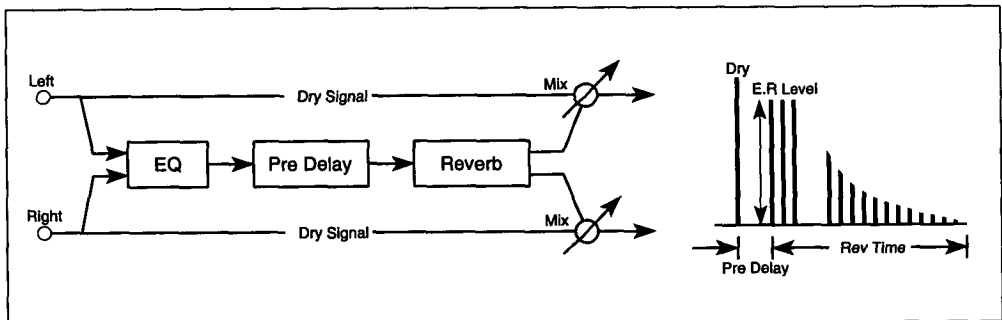 Left
Dry Signal
Mix
EQ
Pre Delay
Reverb
Right
Dry Signal
Mix
Dry
E.R Level
Pre Delay
Rev Time